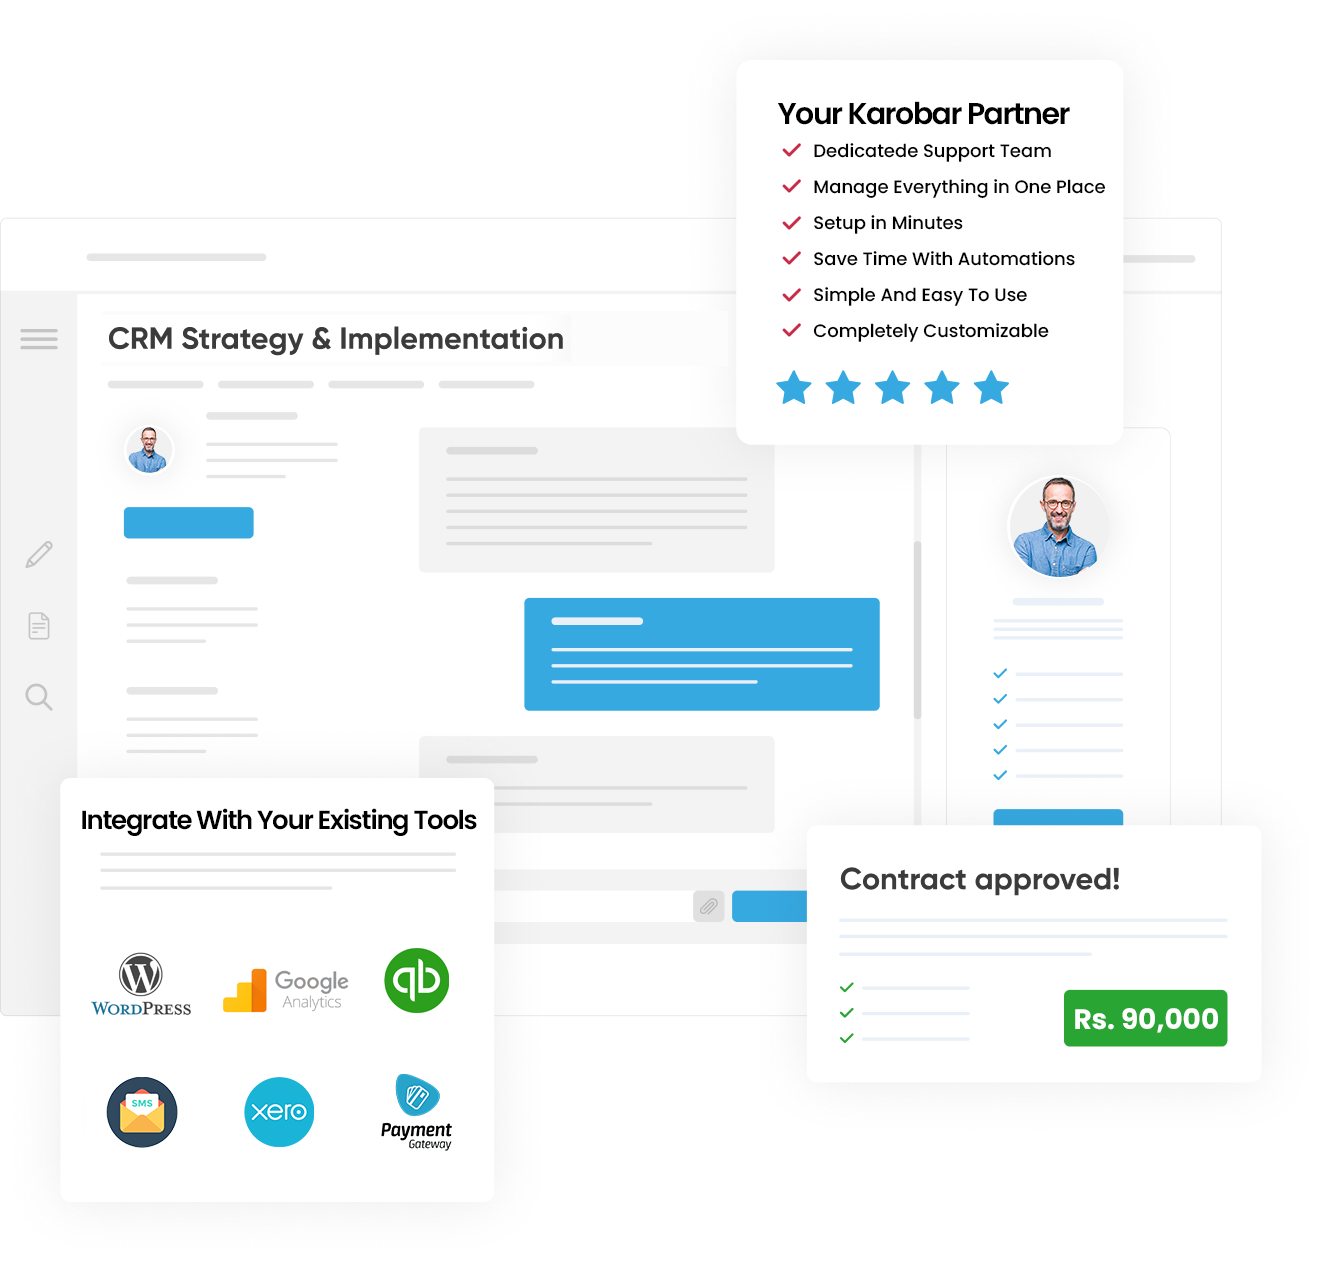 Your Karobar Partner
Dedicatede Support Team
Manage Everything in One Place
Setup in Minutes
Save Time With Automations
Simple And Easy To Use
Completely Customizable
CRM Strategy & Implementation
Integrate With Your Existing Tools
WORDPRESS
Google
Analytics
qb
SMS
xero
Payment
Gateway
Contract approved!
Rs. 90,000